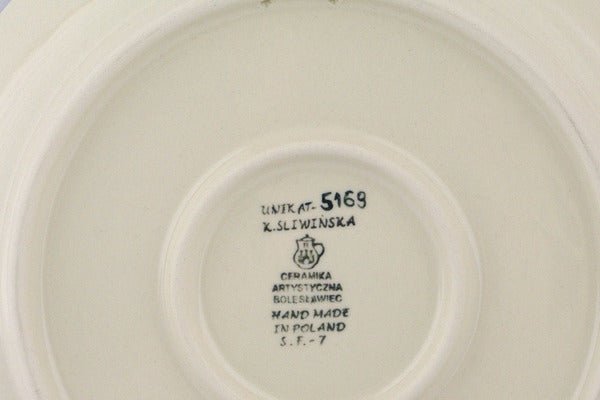 UNIKAT-5169
K.SLIWIŃSKA
CERAMIKA
ARTYSTYCZNA
BOLESŁAWIEC
HAND MADE
IN POLAND
S.F.-7